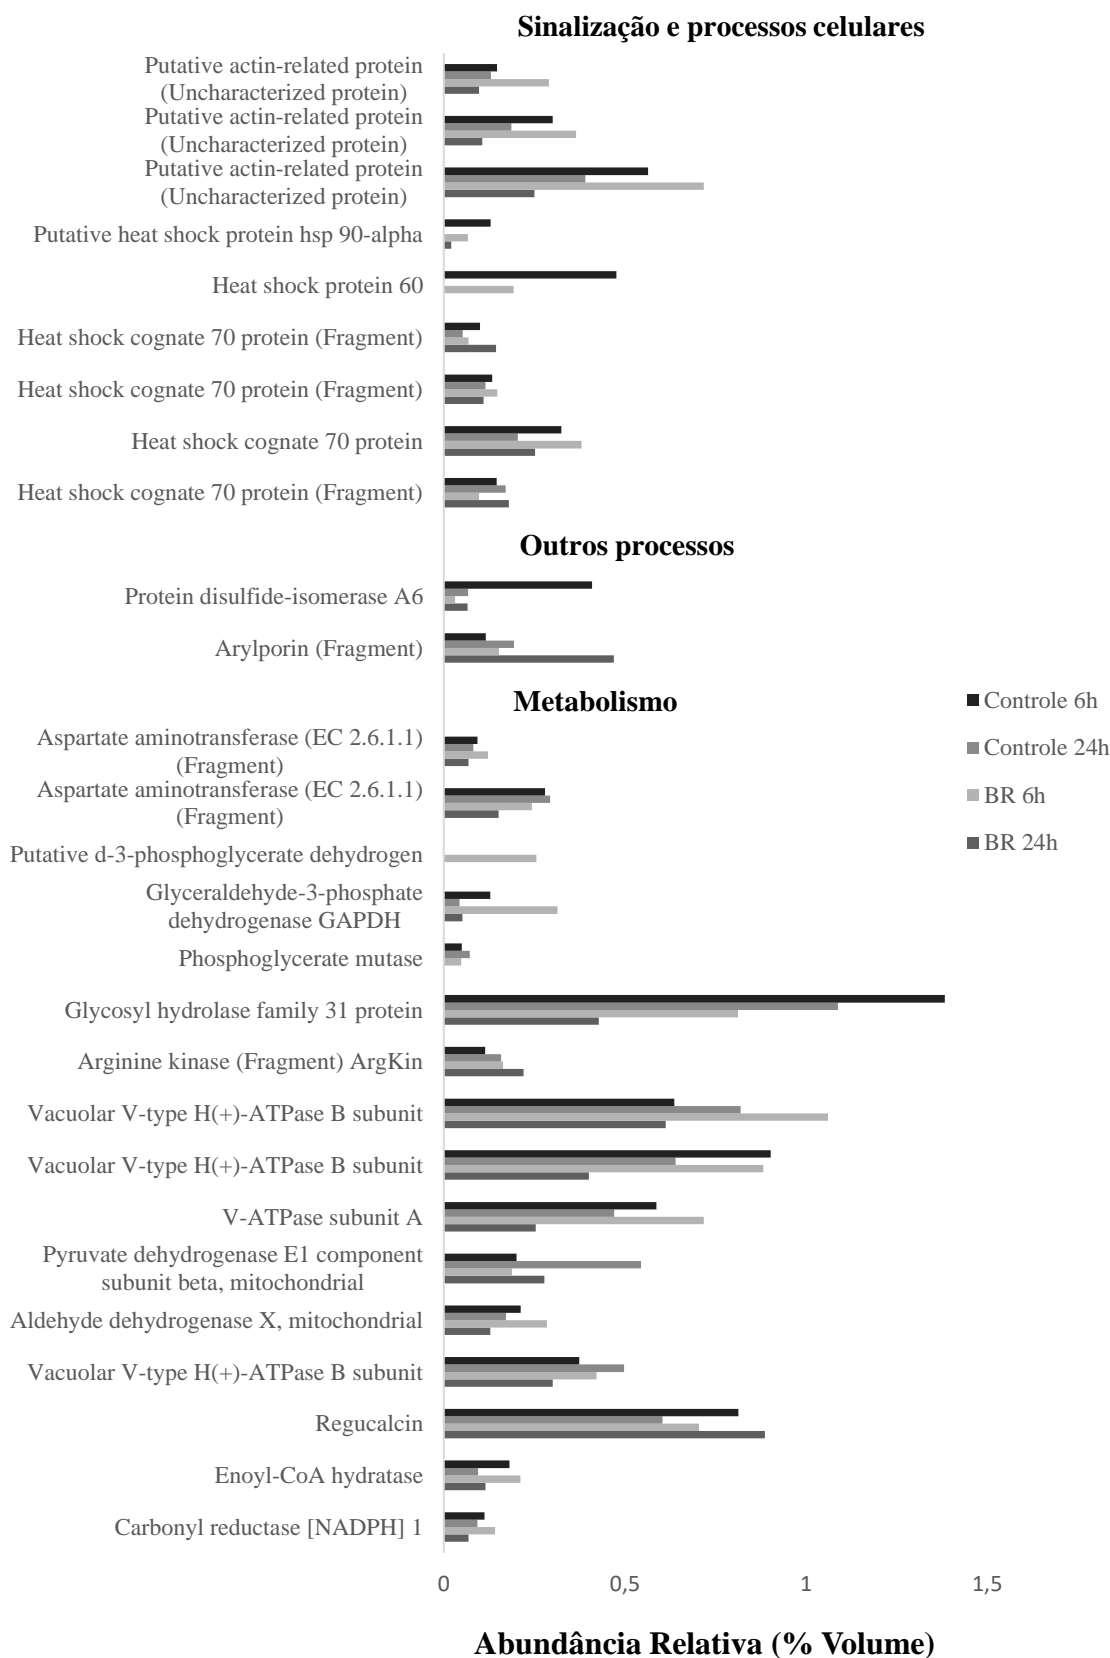 Sinalização e processos celulares
Putative actin-related protein
(Uncharacterized protein)
Putative actin-related protein
(Uncharacterized protein)
Putative actin-related protein
(Uncharacterized protein)
Putative heat shock protein hsp 90-alpha
Heat shock protein 60
Heat shock cognate 70 protein (Fragment)
Heat shock cognate 70 protein (Fragment)
Heat shock cognate 70 protein
Heat shock cognate 70 protein (Fragment)
Outros processos
Protein disulfide-isomerase A6
Arylporin (Fragment)
Metabolismo
Aspartate aminotransferase (EC 2.6.1.1)
(Fragment)
Aspartate aminotransferase (EC 2.6.1.1)
(Fragment)
Putative d-3-phosphoglycerate dehydrogen
Glyceraldehyde-3-phosphate
dehydrogenase GAPDH
Phosphoglycerate mutase
Glycosyl hydrolase family 31 protein
Arginine kinase (Fragment) ArgKin
Vacuolar V-type H(+)-ATPase B subunit
Vacuolar V-type H(+)-ATPase B subunit
V-ATPase subunit A
Pyruvate dehydrogenase E1 component
subunit beta, mitochondrial
Aldehyde dehydrogenase X, mitochondrial
Vacuolar V-type H(+)-ATPase B subunit
Regucalcin
Enoyl-CoA hydratase
Carbonyl reductase [NADPH] 1
Controle 6h
Controle 24h
BR 6h
BR 24h
0 0,5 1 1,5
Abundância Relativa (% Volume)